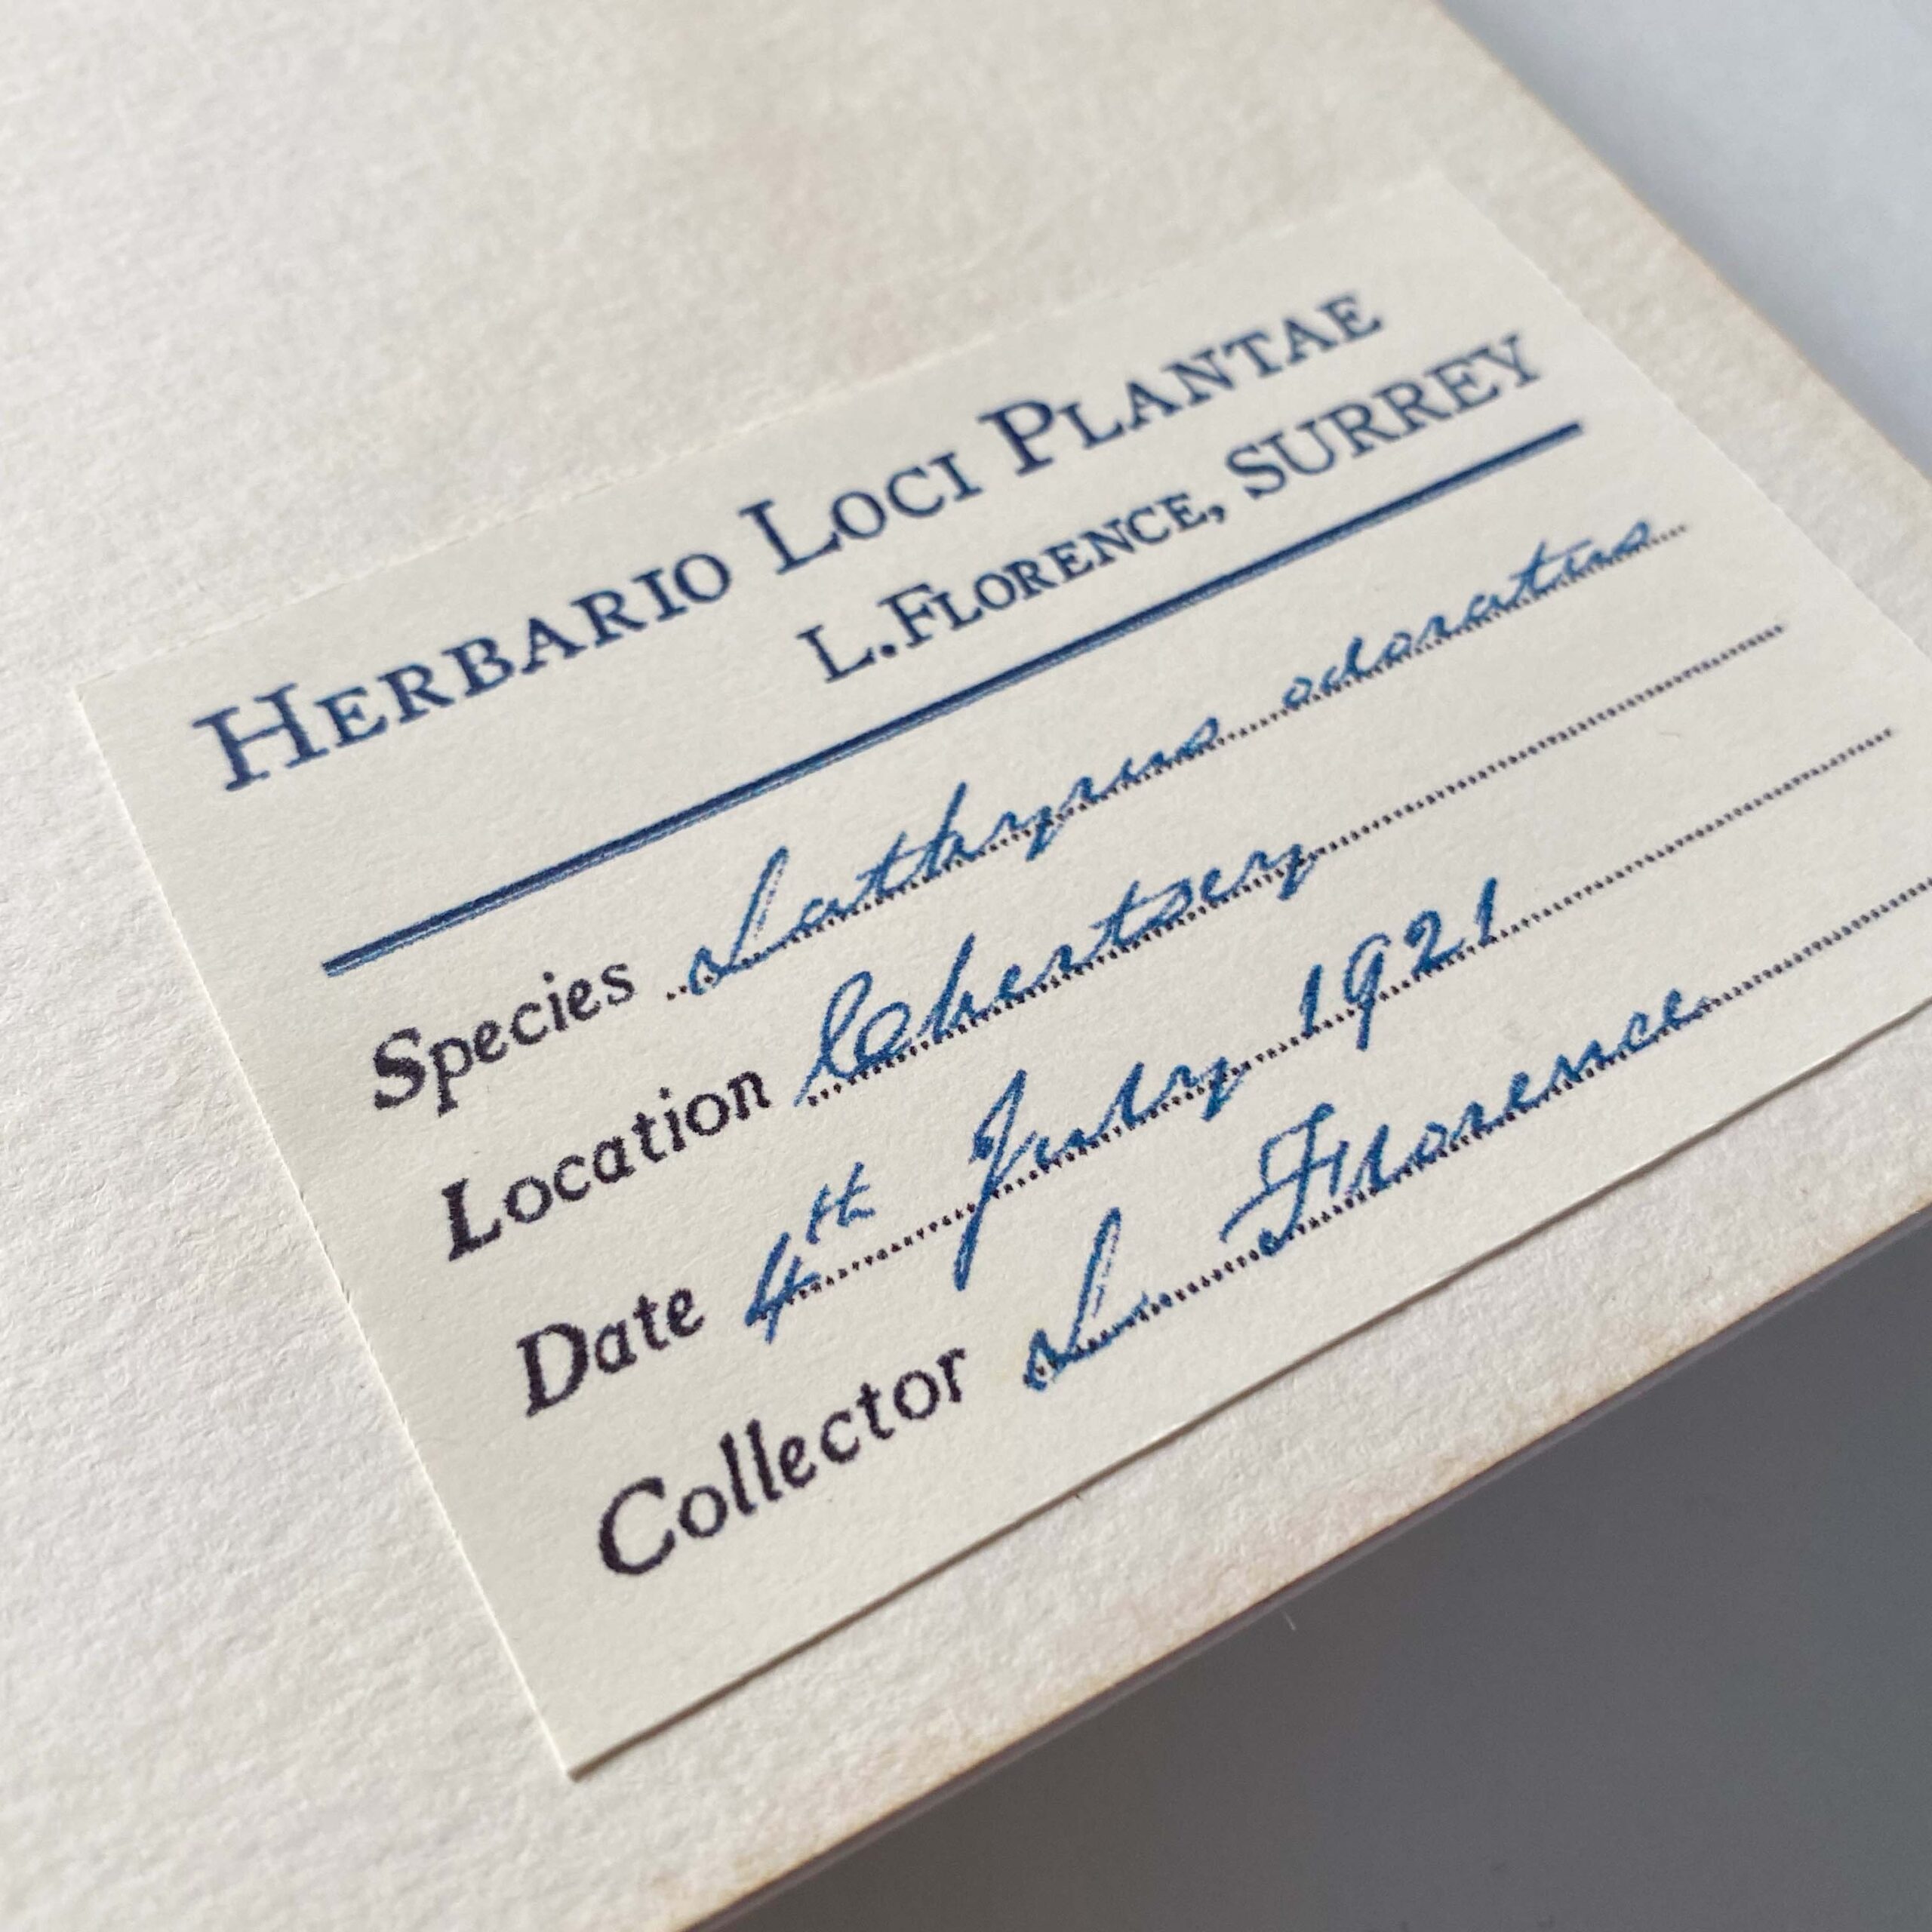 HERBARIO LOCI PLANTAE
L.FLORENCE, SURREY
Species Lathyrus odoratus
Location Chertsey
Date 4th July 1921
Collector L. Florence